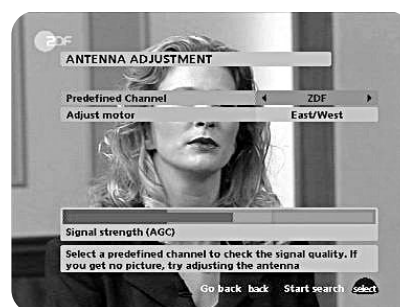 ZDF
ANTENNA ADJUSTMENT
Predefined Channel ZDF
Adjust motor East/West
Signal strength (AGC)
Select a predefined channel to check the signal quality. If
you get no picture, try adjusting the antenna
Go back back Start search select